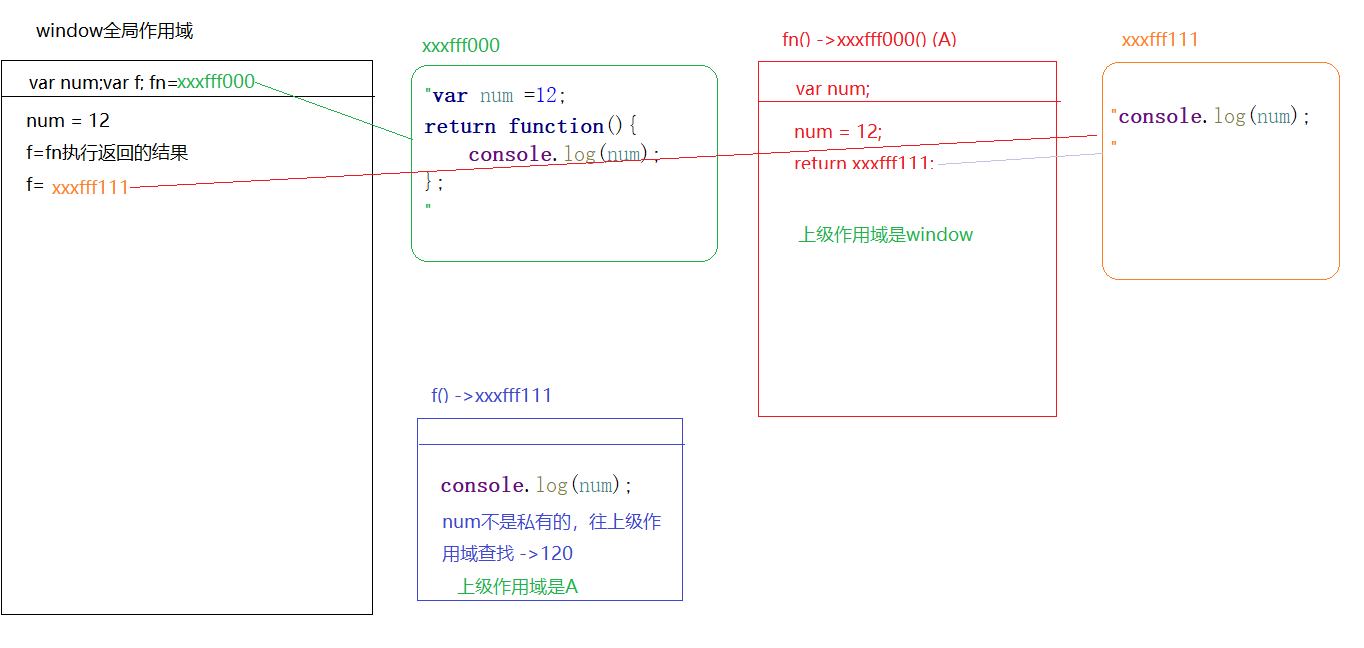 window全局作用域
var num;var f; fn=xxxfff000
num = 12
f=fn执行返回的结果
f= xxxfff111
xxxfff000
"var num =12;
return function(){
console.log(num);
};
"
fn() ->xxxfff000() (A)
var num;
num = 12;
return xxxfff111;
上级作用域是window
xxxfff111
"console.log(num);
"
f() ->xxxfff111
console.log(num);
num不是私有的，往上级作
用域查找 ->120
上级作用域是A